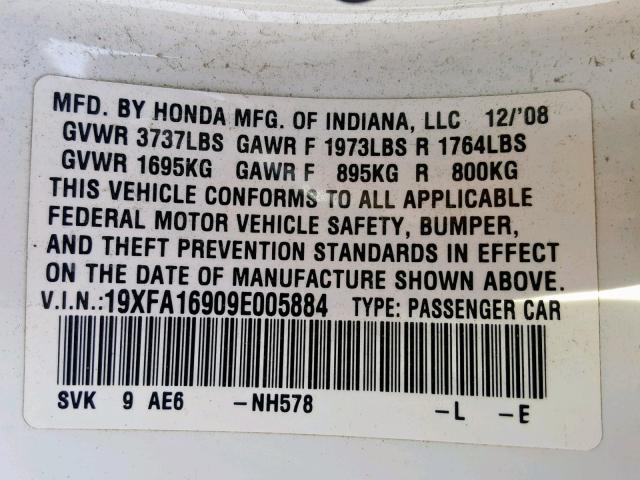 MFD. BY HONDA MFG. OF INDIANA, LLC 12/'08
GVWR 3737LBS GAWR F 1973LBS R 1764LBS
GVWR 1695KG GAWR F 895KG R 800KG
THIS VEHICLE CONFORMS TO ALL APPLICABLE
FEDERAL MOTOR VEHICLE SAFETY, BUMPER,
AND THEFT PREVENTION STANDARDS IN EFFECT
ON THE DATE OF MANUFACTURE SHOWN ABOVE.
V.I.N.:19XFA16909E005884 TYPE: PASSENGER CAR
SVK 9 AE6 -NH578 -L -E